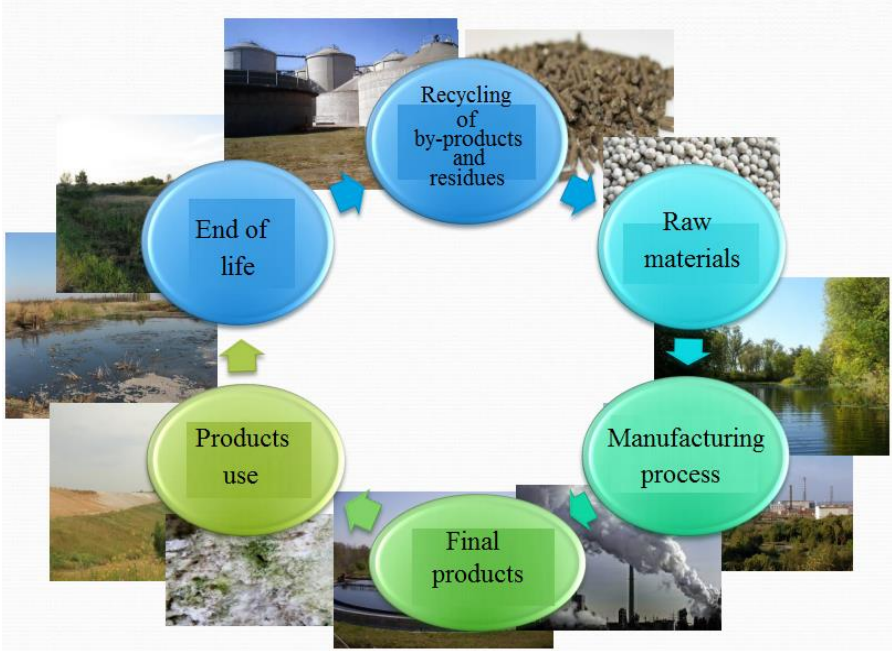 Recycling
of
by-products
and
residues
Raw
materials
Manufacturing
process
Final
products
Products
use
End of
life